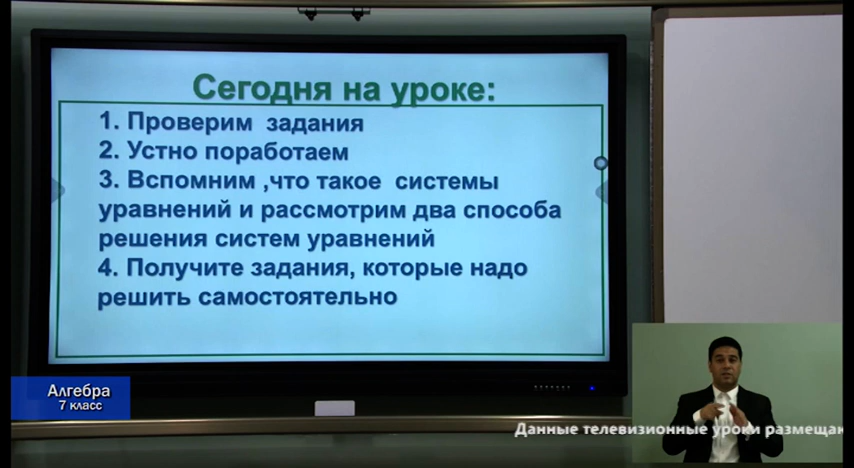 Сегодня на уроке:
1. Проверим задания
2. Устно поработаем
3. Вспомним ,что такое системы
уравнений и рассмотрим два способа
решения систем уравнений
4. Получите задания, которые надо
решить самостоятельно
Алгебра
7 класс
Данные телевизионные уроки размещаю